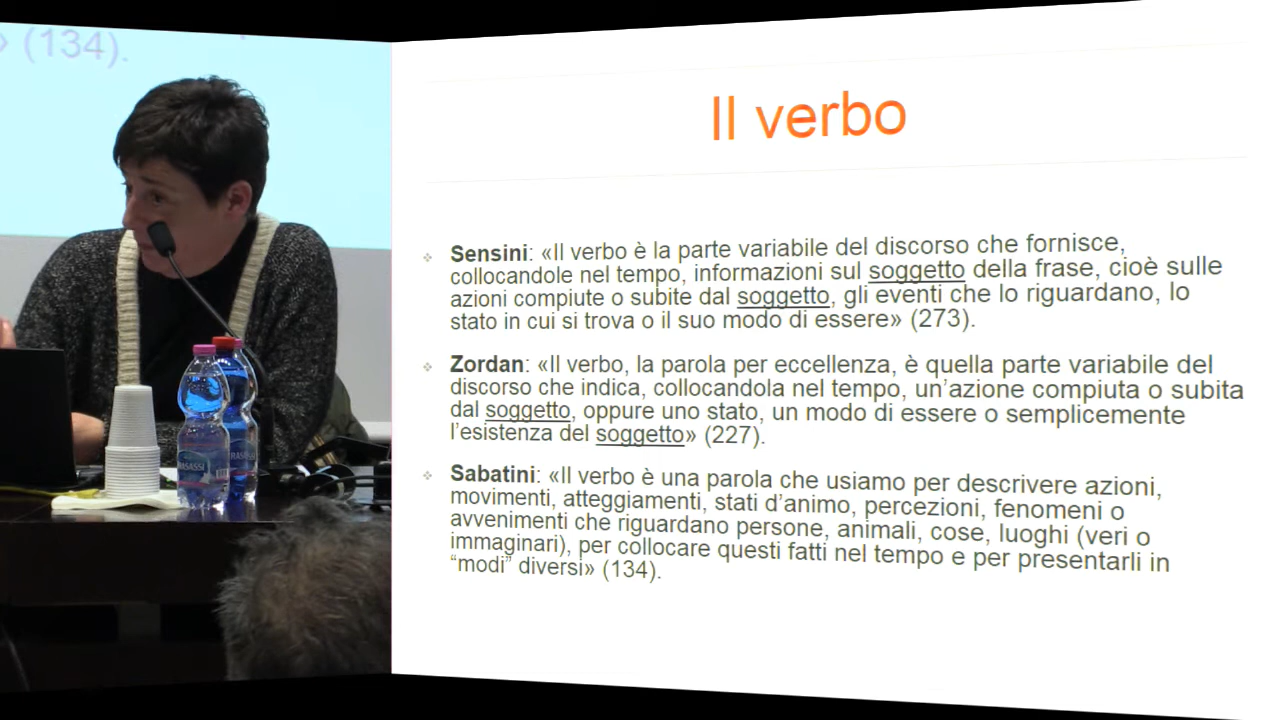 » (134).
Il verbo
Sensini: «Il verbo è la parte variabile del discorso che fornisce,
collocandole nel tempo, informazioni sul soggetto della frase, cioè sulle
azioni compiute o subite dal soggetto, gli eventi che lo riguardano, lo
stato in cui si trova o il suo modo di essere» (273).
Zordan: «Il verbo, la parola per eccellenza, è quella parte variabile del
discorso che indica, collocandola nel tempo, un’azione compiuta o subita
dal soggetto, oppure uno stato, un modo di essere o semplicemente
l’esistenza del soggetto» (227).
Sabatini: «Il verbo è una parola che usiamo per descrivere azioni,
movimenti, atteggiamenti, stati d’animo, percezioni, fenomeni o
avvenimenti che riguardano persone, animali, cose, luoghi (veri o
immaginari), per collocare questi fatti nel tempo e per presentarli in
“modi” diversi» (134).